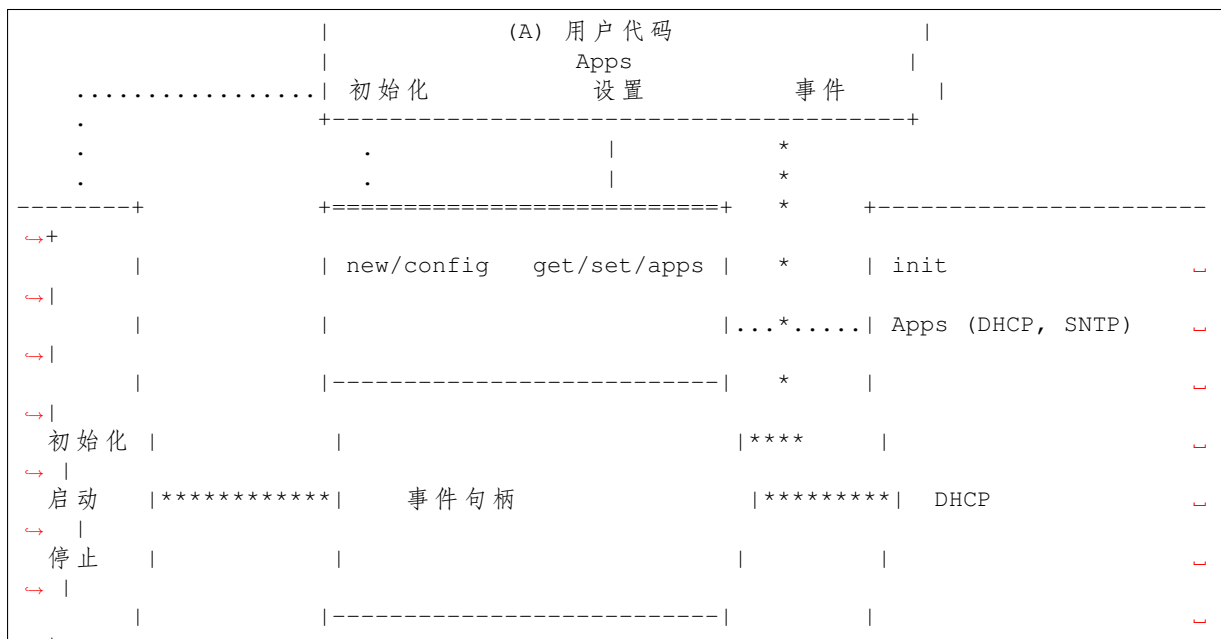 | (A) 用户代码 |
| Apps |
.................| 初始化 设置 事件 |
. +----------------------------------------+
. . | *
. . | *
--------+ +===========================+ * +-----------------------
↪+
| | new/config get/set/apps | * | init ␣
↪|
| | |...*.....| Apps (DHCP, SNTP) ␣
↪|
| |---------------------------| * | ␣
↪|
初始化 | | |**** | ␣
↪ |
启动 |************| 事件句柄 |*********| DHCP ␣
↪ |
停止 | | | | ␣
↪ |
| |---------------------------| | ␣